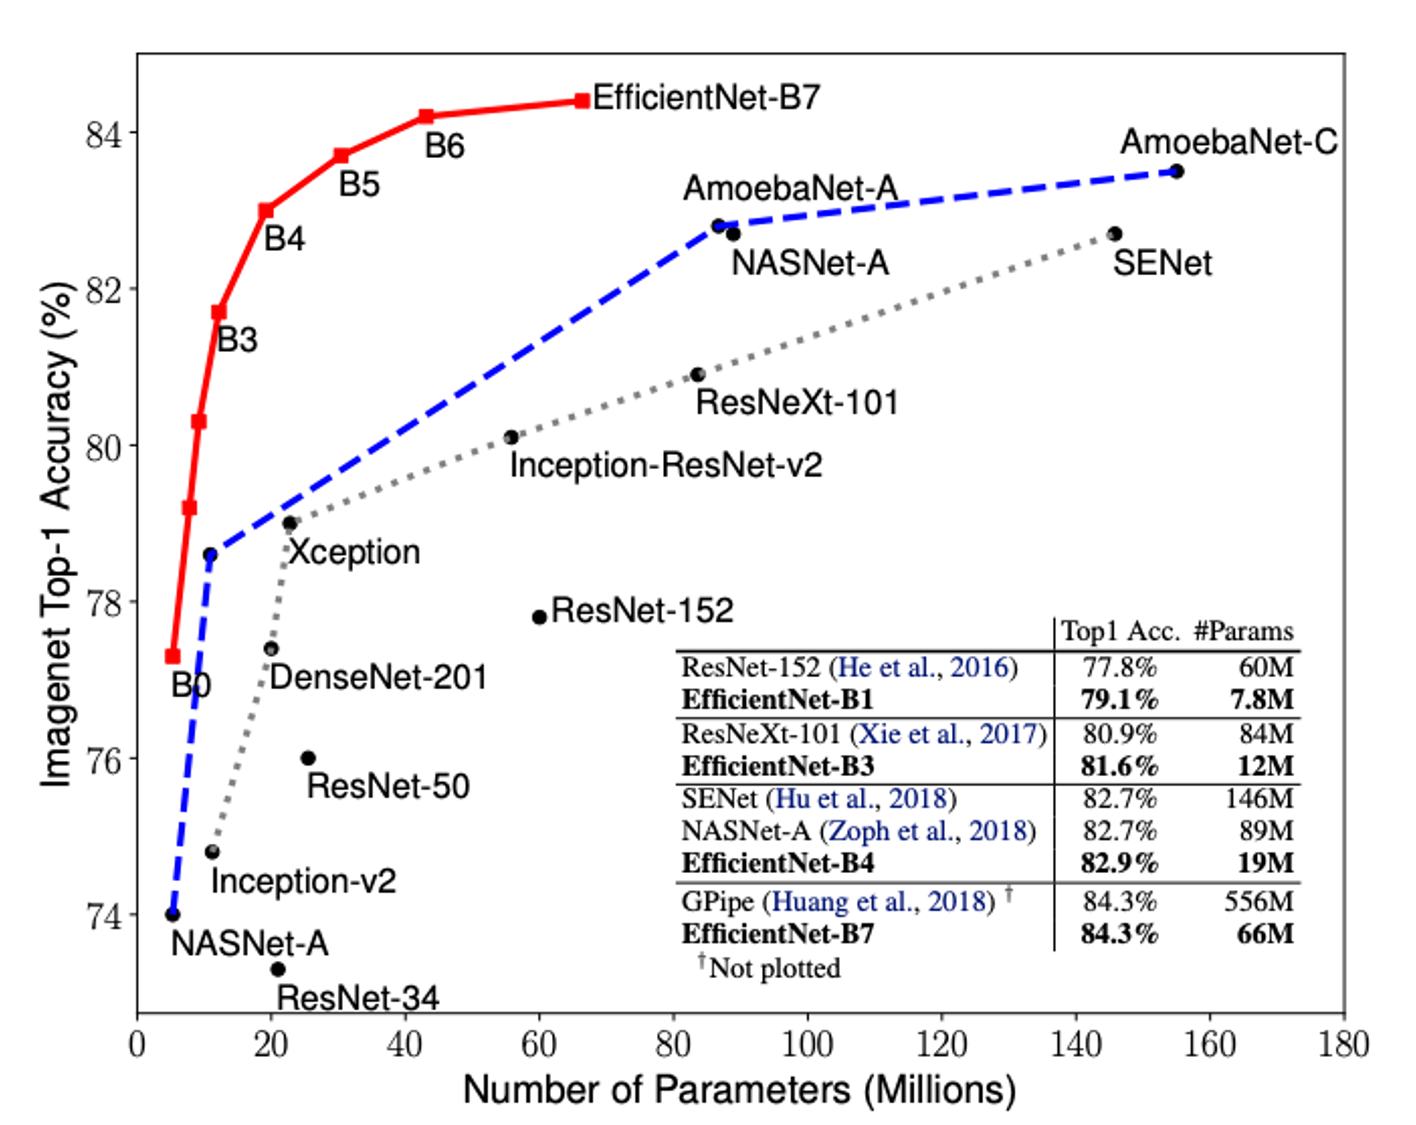 EfficientNet-B7
84
AmoebaNet-C
B6
B5
AmoebaNet-A
B4
NASNet-A
SENet
82
B3
ResNeXt-101
80
Inception-ResNet-v2
Xception
78
ResNet-152
DenseNet-201
B0
76
ResNet-50
Inception-v2
74
NASNet-A
ResNet-34
Imagenet Top-1 Accuracy (%)
Top1 Acc. #Params
ResNet-152 (He et al., 2016) 77.8% 60M
EfficientNet-B1 79.1% 7.8M
ResNeXt-101 (Xie et al., 2017) 80.9% 84M
EfficientNet-B3 81.6% 12M
SENet (Hu et al., 2018) 82.7% 146M
NASNet-A (Zoph et al., 2018) 82.7% 89M
EfficientNet-B4 82.9% 19M
GPipe (Huang et al., 2018) † 84.3% 556M
EfficientNet-B7 84.3% 66M
†Not plotted
0 20 40 60 80 100 120 140 160 180
Number of Parameters (Millions)